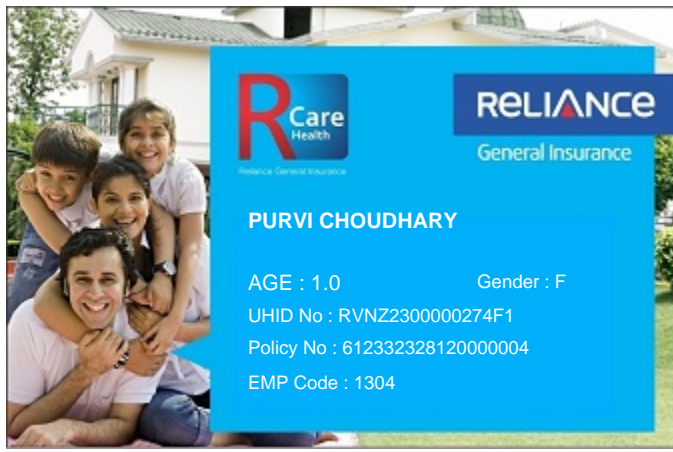 R Care
Health
Reliance General Insurance
RELIANCE
General Insurance
PURVI CHOUDHARY
AGE : 1.0 Gender : F
UHID No : RVNZ2300000274F1
Policy No : 612332328120000004
EMP Code : 1304